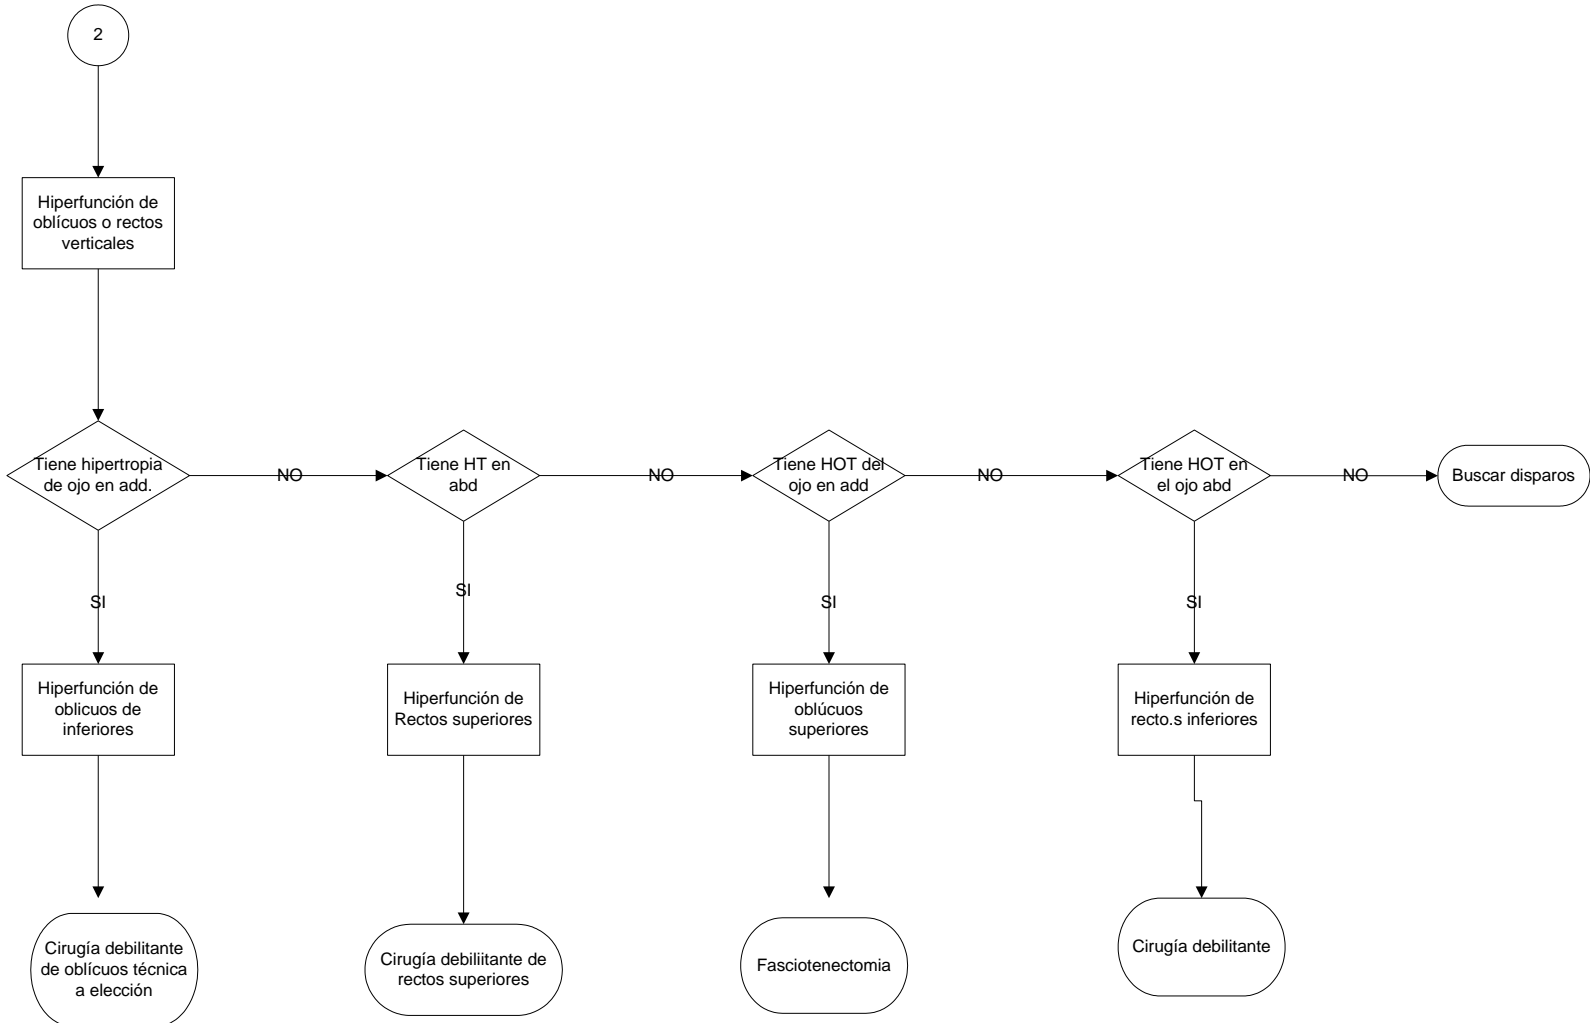 2
Hiperfunción de
oblícuos o rectos
verticales
Tiene hipertropia
de ojo en add.
NO
Tiene HT en
abd
NO
Tiene HOT del
ojo en add
NO
Tiene HOT en
el ojo abd
NO
Buscar disparos
SI
SI
SI
SI
Hiperfunción de
oblicuos de
inferiores
Hiperfunción de
Rectos superiores
Hiperfunción de
oblúcuos
superiores
Hiperfunción de
recto.s inferiores
Cirugía debilitante
de oblícuos técnica
a elección
Cirugía debiliitante de
rectos superiores
Fasciotenectomia
Cirugía debilitante